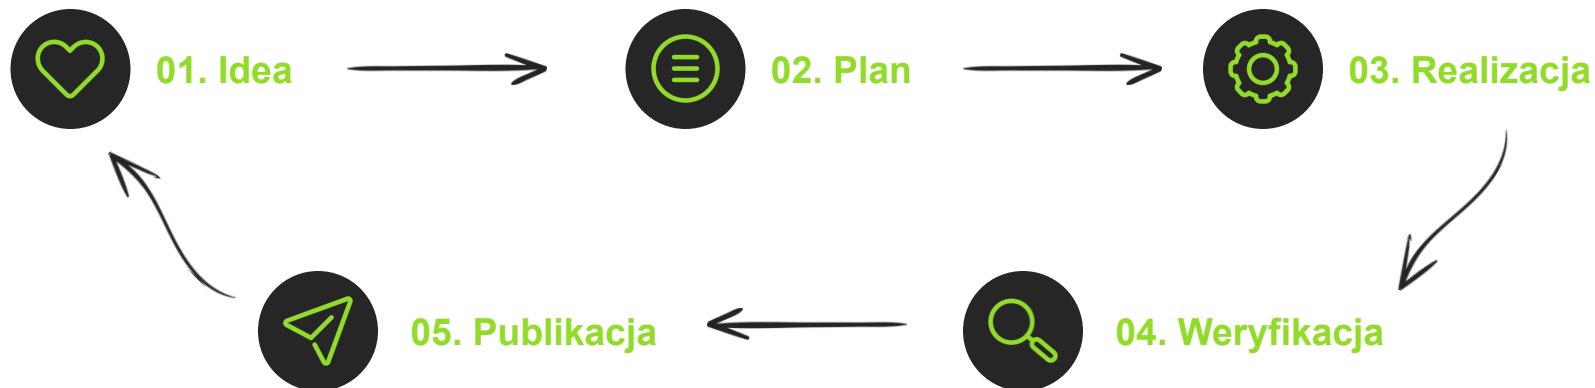 01. Idea
02. Plan
03. Realizacja
04. Weryfikacja
05. Publikacja